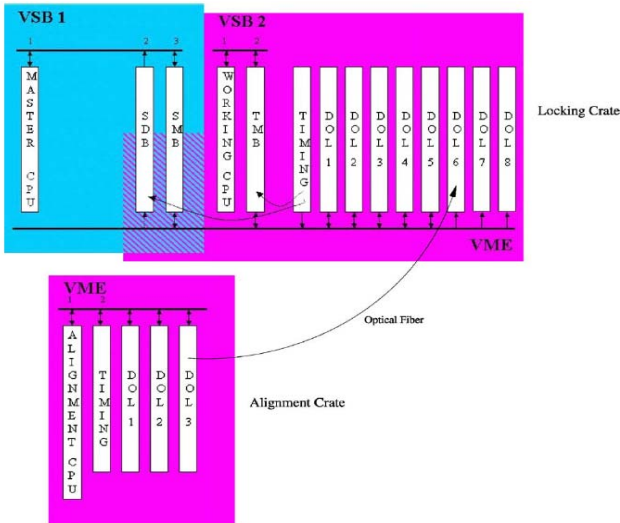 VSB 1
VSB 2
1
2
3
1
2
MASTER CPU
SDB
SMB
WORKING CPU
TMB
TIMING
DOL 1
DOL 2
DOL 3
DOL 4
DOL 5
DOL 6
DOL 7
DOL 8
Locking Crate
VME
VME
1
2
ALIGNMENT CPU
TIMING
DOL 1
DOL 2
DOL 3
Optical Fiber
Alignment Crate